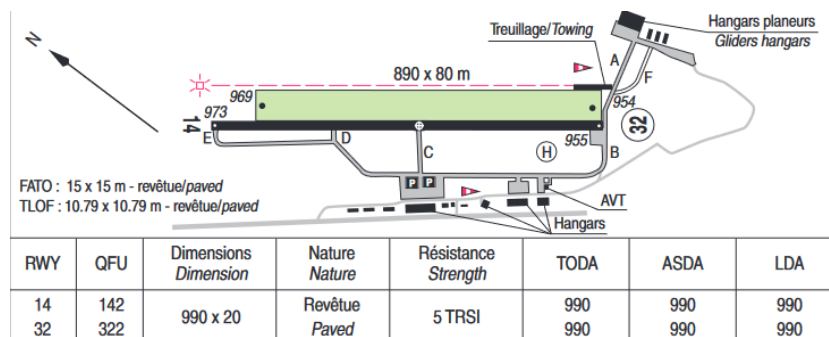 Hangars planeurs
Gliders hangars
Treuillage/Towing
N
A
F
890 x 80 m
969
973
954
14
32
955
E
D
C
H
B
P P
FATO : 15 x 15 m - revêtue/paved
TLOF : 10.79 x 10.79 m - revêtue/paved
AVT
Hangars
RWY QFU Dimensions Nature Résistance TODA ASDA LDA
Dimension Nature Strength
14 142 990 x 20 Revêtue 5 TRSI 990 990 990
32 322 Paved 990 990 990